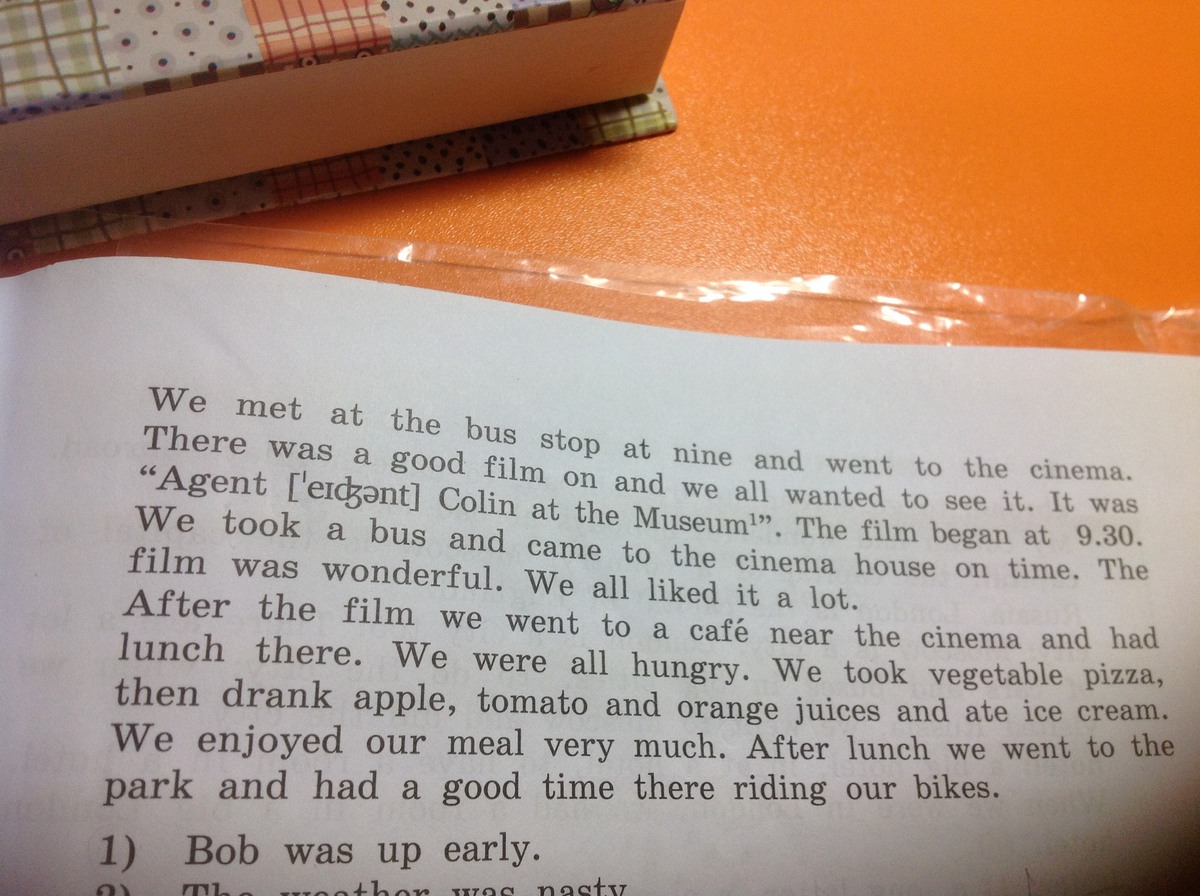 We met at the bus stop at nine and went to the cinema.
There was a good film on and we all wanted to see it. It was
“Agent [ˈeɪʤənt] Colin at the Museum¹”. The film began at 9.30.
We took a bus and came to the cinema house on time. The
film was wonderful. We all liked it a lot.
After the film we went to a café near the cinema and had
lunch there. We were all hungry. We took vegetable pizza,
then drank apple, tomato and orange juices and ate ice cream.
We enjoyed our meal very much. After lunch we went to the
park and had a good time there riding our bikes.
1) Bob was up early.
2) The weather was nasty